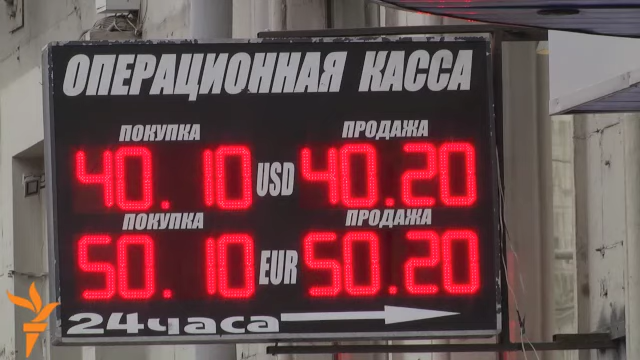 ОПЕРАЦИОННАЯ КАССА
ПОКУПКА ПРОДАЖА
40.10 USD 40.20
ПОКУПКА ПРОДАЖА
50.10 EUR 50.20
24часа